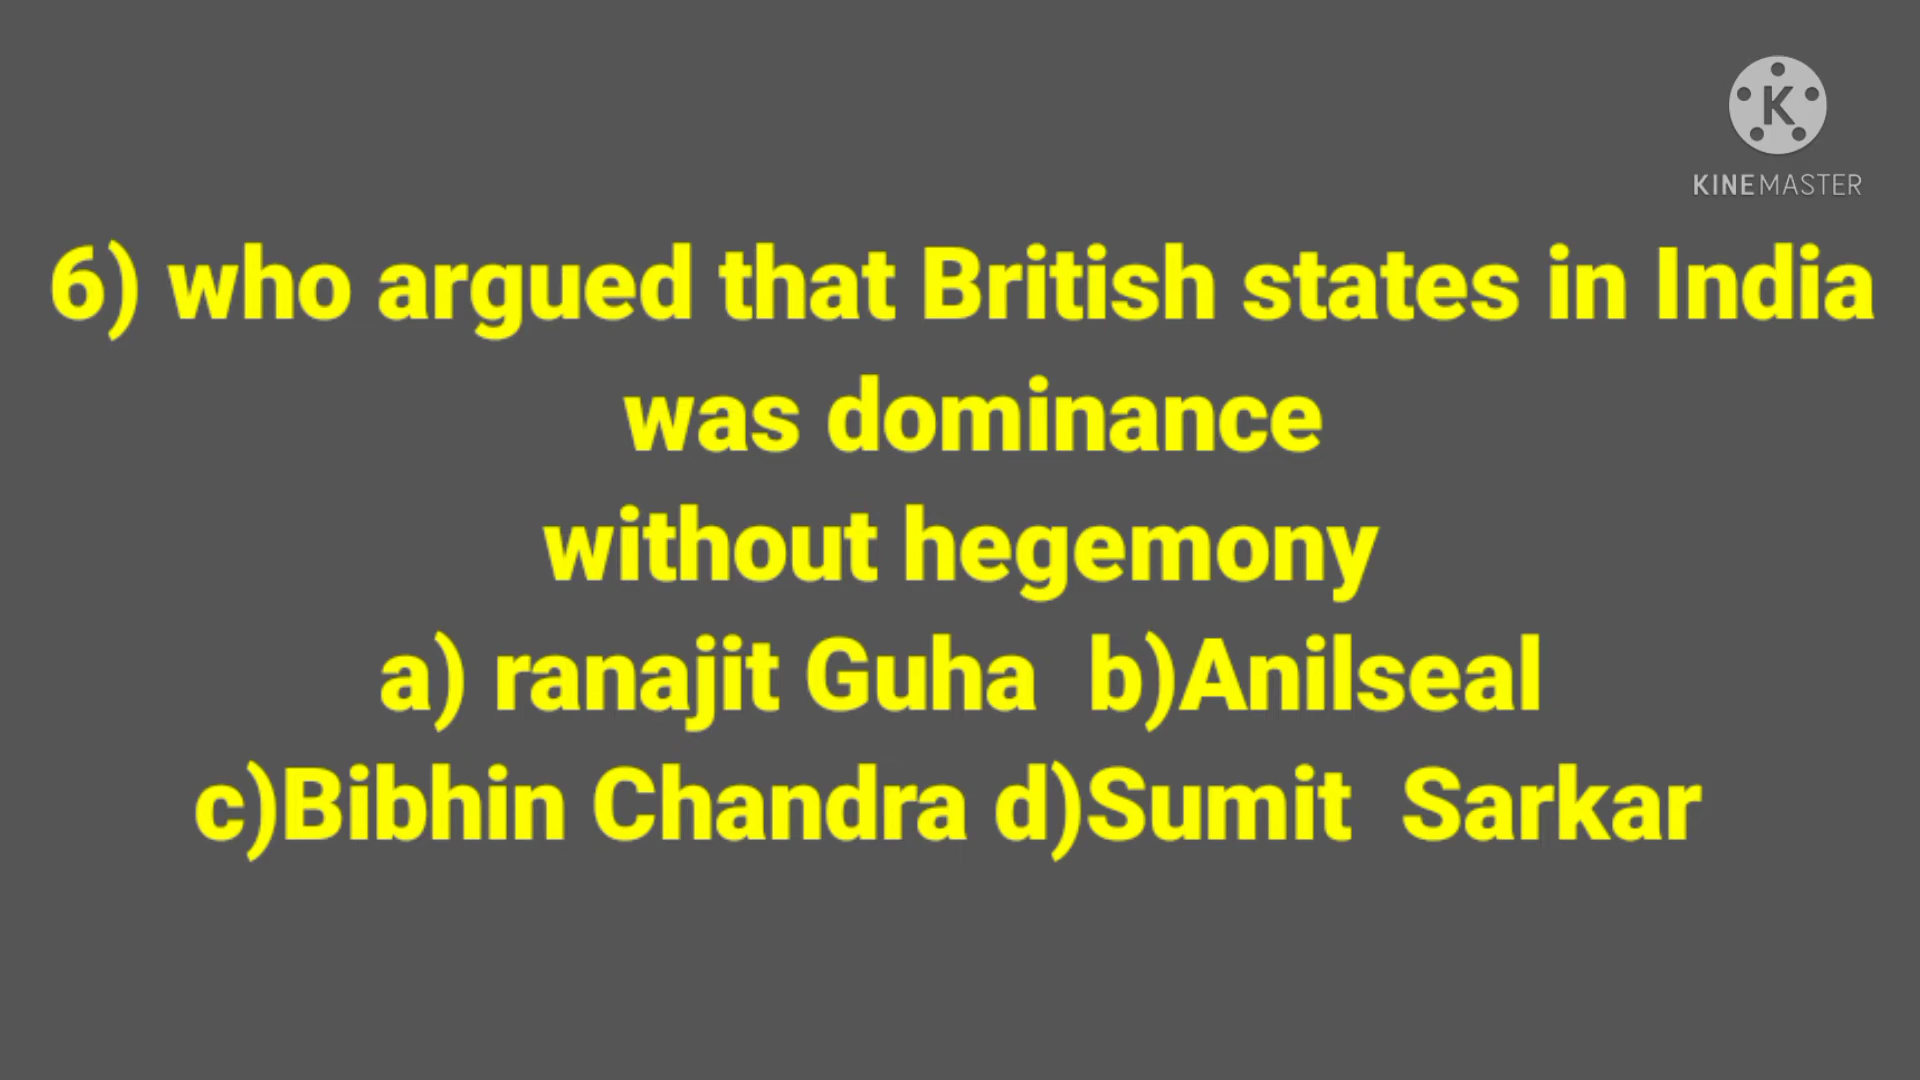 K
KINEMASTER
6) who argued that British states in India
was dominance
without hegemony
a) ranajit Guha b)Anilseal
c)Bibhin Chandra d)Sumit Sarkar